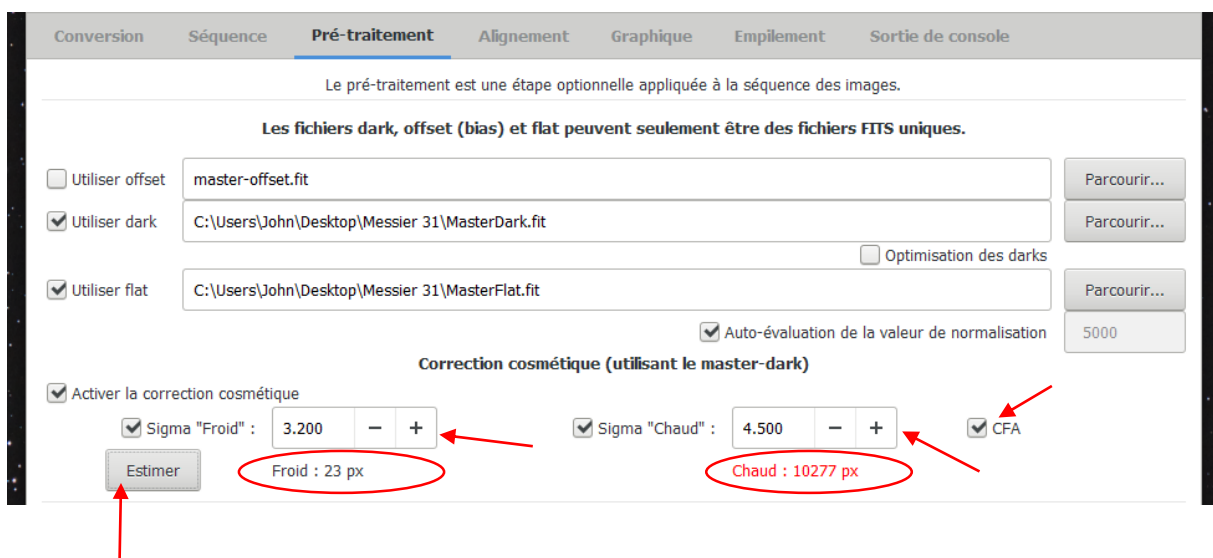 Conversion Séquence Pré-traitement Alignement Graphique Empilement Sortie de console
Le pré-traitement est une étape optionnelle appliquée à la séquence des images.
Les fichiers dark, offset (bias) et flat peuvent seulement être des fichiers FITS uniques.
Utiliser offset master-offset.fit Parcourir...
Utiliser dark C:\Users\John\Desktop\Messier 31\MasterDark.fit Parcourir...
Optimisation des darks
Utiliser flat C:\Users\John\Desktop\Messier 31\MasterFlat.fit Parcourir...
Auto-évaluation de la valeur de normalisation 5000
Correction cosmétique (utilisant le master-dark)
Activer la correction cosmétique
Sigma "Froid" : 3.200 − + Sigma "Chaud" : 4.500 − + CFA
Estimer Froid : 23 px Chaud : 10277 px